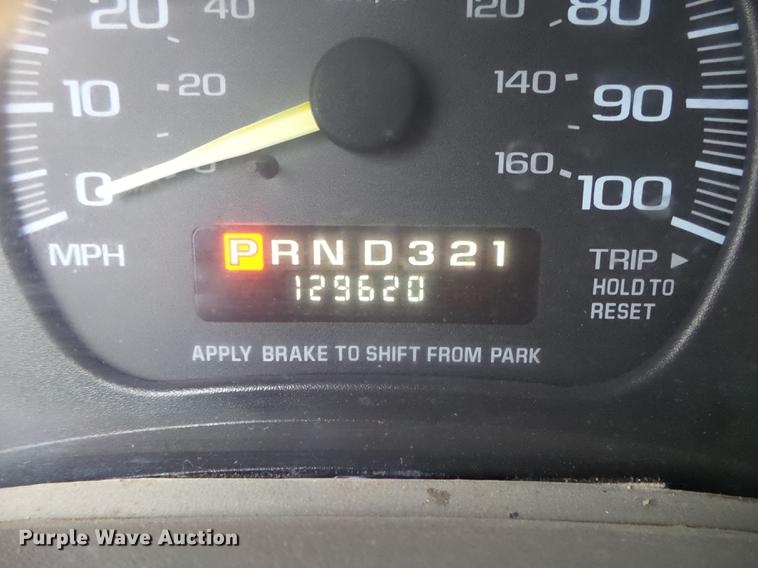 20 40 120 80
10 20 140 90
0 160 100
MPH PRND321 TRIP ►
129620 HOLD TO
RESET
APPLY BRAKE TO SHIFT FROM PARK
Purple Wave Auction